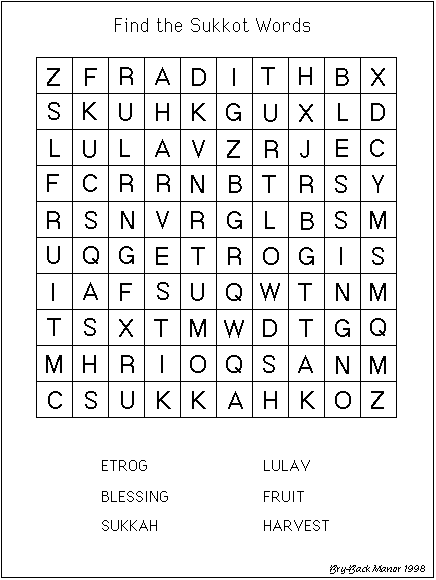 Find the Sukkot Words
Z F R A D I T H B X
S K U H K G U X L D
L U L A V Z R J E C
F C R R N B T R S Y
R S N V R G L B S M
U Q G E T R O G I S
I A F S U Q W T N M
T S X T M W D T G Q
M H R I O Q S A N M
C S U K K A H K O Z
ETROG LULAV
BLESSING FRUIT
SUKKAH HARVEST
Bry-Back Manor 1998